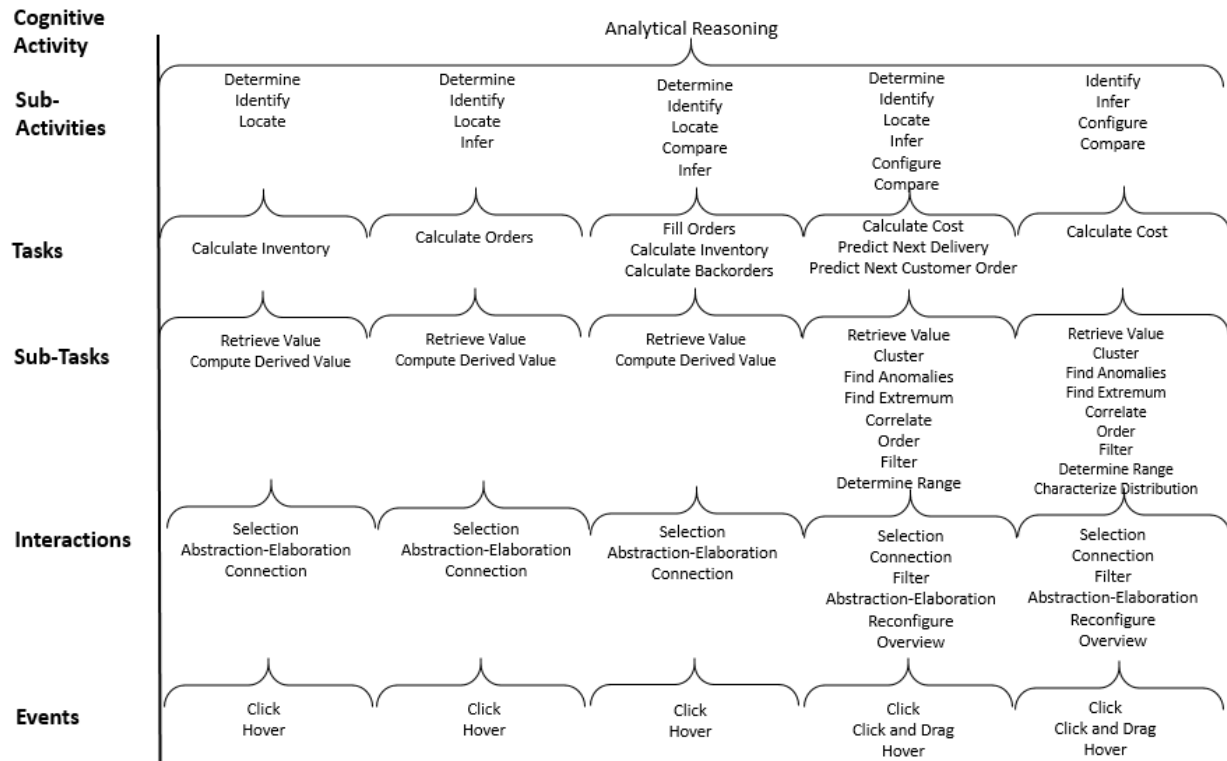 Cognitive
Activity
Analytical Reasoning
Sub-
Activities
Determine
Identify
Locate
Determine
Identify
Locate
Infer
Determine
Identify
Locate
Compare
Infer
Determine
Identify
Locate
Infer
Configure
Compare
Identify
Infer
Configure
Compare
Tasks
Calculate Inventory
Calculate Orders
Fill Orders
Calculate Inventory
Calculate Backorders
Calculate Cost
Predict Next Delivery
Predict Next Customer Order
Calculate Cost
Sub-Tasks
Retrieve Value
Compute Derived Value
Retrieve Value
Compute Derived Value
Retrieve Value
Compute Derived Value
Retrieve Value
Cluster
Find Anomalies
Find Extremum
Correlate
Order
Filter
Determine Range
Retrieve Value
Cluster
Find Anomalies
Find Extremum
Correlate
Order
Filter
Determine Range
Characterize Distribution
Interactions
Selection
Abstraction-Elaboration
Connection
Selection
Abstraction-Elaboration
Connection
Selection
Abstraction-Elaboration
Connection
Selection
Connection
Filter
Abstraction-Elaboration
Reconfigure
Overview
Selection
Connection
Filter
Abstraction-Elaboration
Reconfigure
Overview
Events
Click
Hover
Click
Hover
Click
Hover
Click
Click and Drag
Hover
Click
Click and Drag
Hover